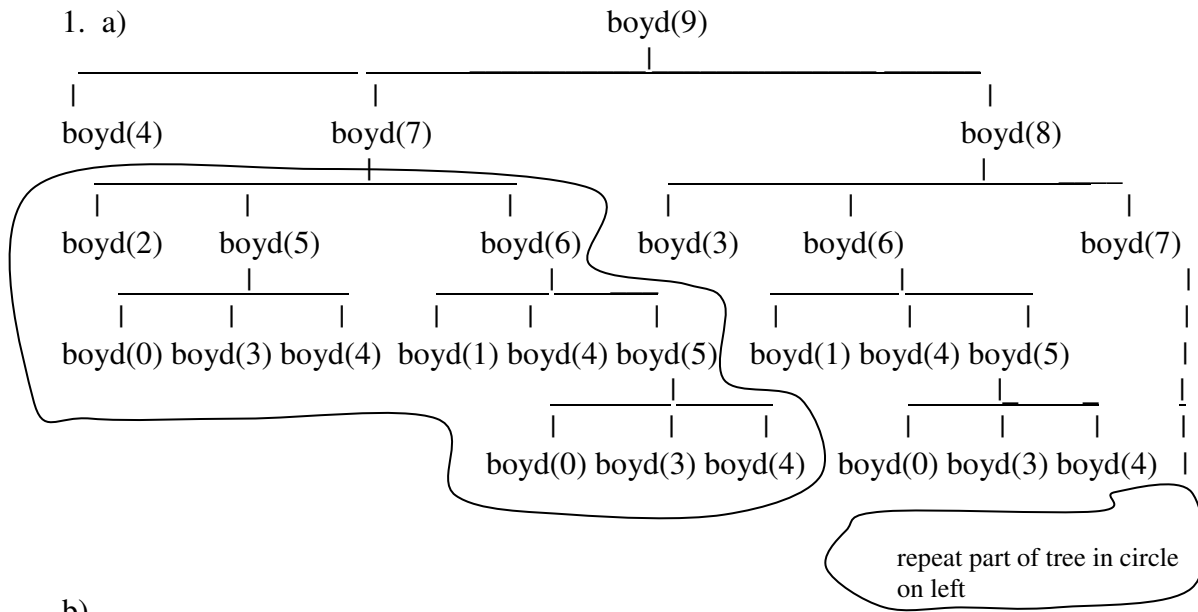 1. a) boyd(9)
boyd(4) boyd(7) boyd(8)
boyd(2) boyd(5) boyd(6) boyd(3) boyd(6) boyd(7)
boyd(0) boyd(3) boyd(4) boyd(1) boyd(4) boyd(5) boyd(1) boyd(4) boyd(5)
boyd(0) boyd(3) boyd(4) boyd(0) boyd(3) boyd(4)
repeat part of tree in circle
on left
b)